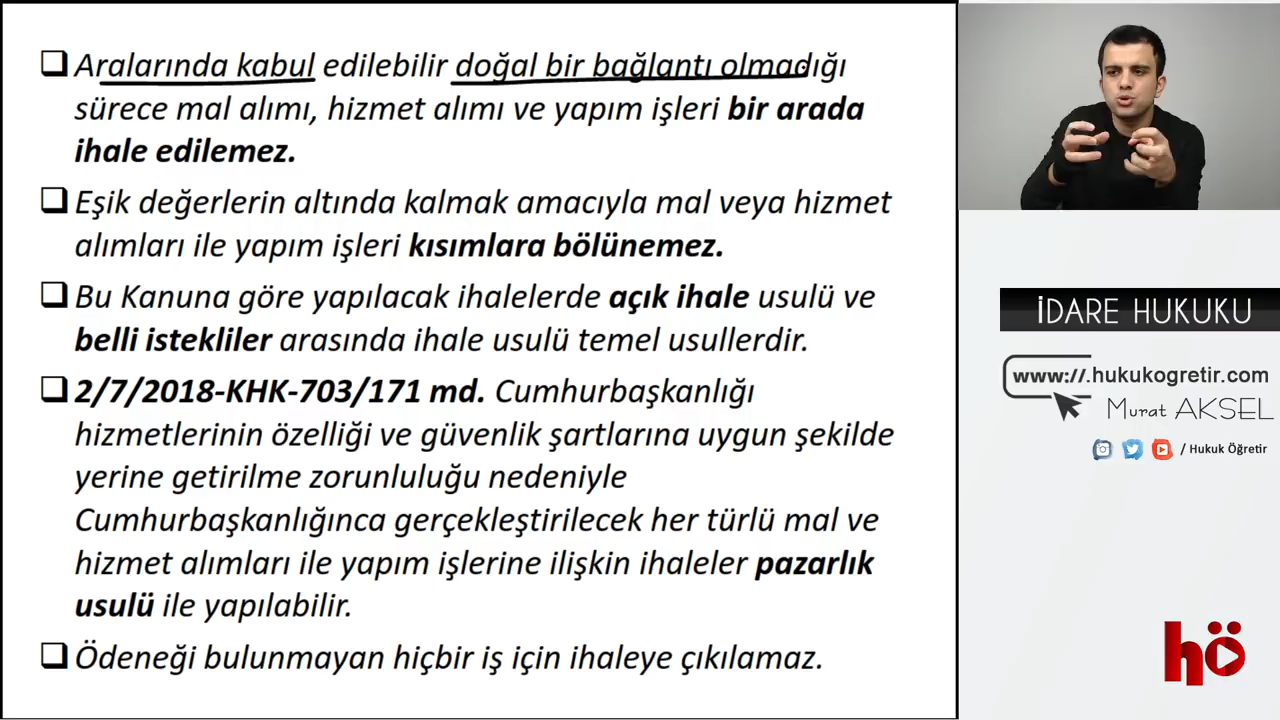 Aralarında kabul edilebilir doğal bir bağlantı olmadığı
sürece mal alımı, hizmet alımı ve yapım işleri bir arada
ihale edilemez.
Eşik değerlerin altında kalmak amacıyla mal veya hizmet
alımları ile yapım işleri kısımlara bölünemez.
Bu Kanuna göre yapılacak ihalelerde açık ihale usulü ve
belli istekliler arasında ihale usulü temel usullerdir.
2/7/2018-KHK-703/171 md. Cumhurbaşkanlığı
hizmetlerinin özelliği ve güvenlik şartlarına uygun şekilde
yerine getirilme zorunluluğu nedeniyle
Cumhurbaşkanlığınca gerçekleştirilecek her türlü mal ve
hizmet alımları ile yapım işlerine ilişkin ihaleler pazarlık
usulü ile yapılabilir.
Ödeneği bulunmayan hiçbir iş için ihaleye çıkılamaz.
İDARE HUKUKU
www://.hukukogretir.com
Murat AKSEL
/ Hukuk Öğretir
hö